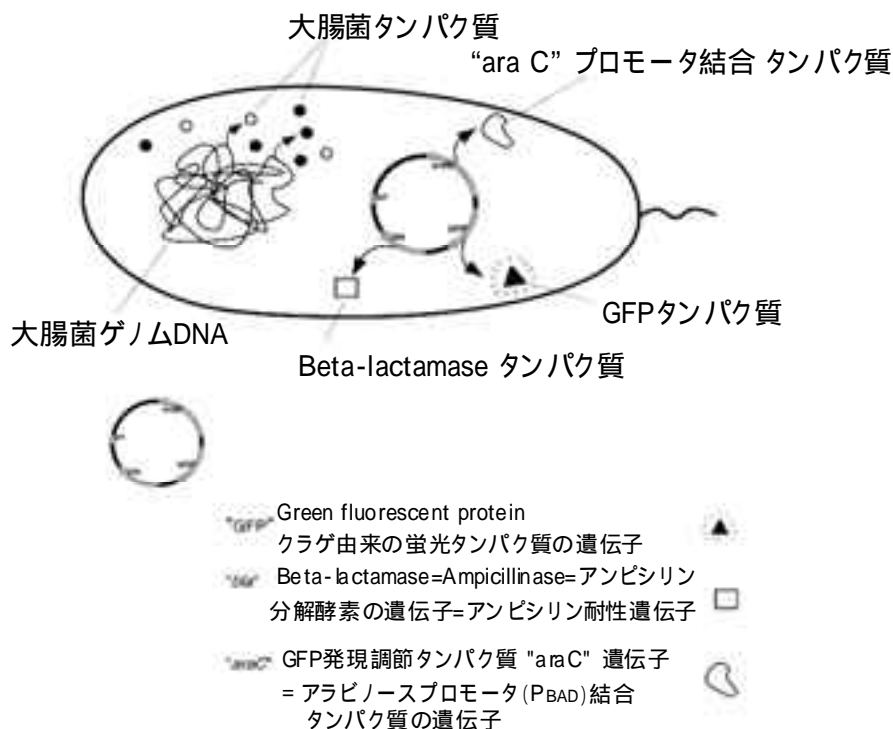 大腸菌タンパク質
“ara C” プロモータ結合 タンパク質
GFPタンパク質
大腸菌ゲノムDNA
Beta-lactamase タンパク質
"GFP" Green fluorescent protein
クラゲ由来の蛍光タンパク質の遺伝子
"bla" Beta-lactamase=Ampicillinase=アンピシリン
分解酵素の遺伝子=アンピシリン耐性遺伝子
"araC" GFP発現調節タンパク質 "araC" 遺伝子
= アラビノースプロモータ(PBAD)結合
タンパク質の遺伝子